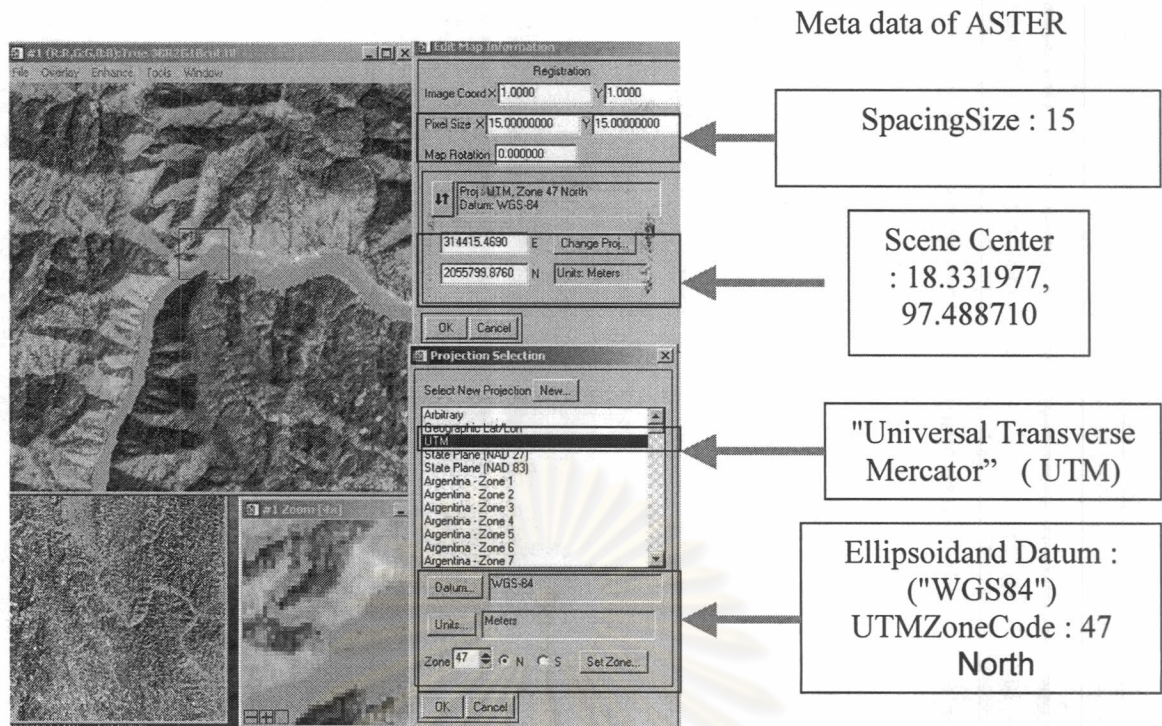 Meta data of ASTER
File Overlay Enhance Tools Window
Edit Map Information
Registration
Image Coord X 1.0000 Y 1.0000
Pixel Size X 15.00000000 Y 15.00000000
Map Rotation 0.000000
Proj : UTM, Zone 47 North
Datum: WGS-84
314415.4690 E Change Proj...
2055799.8760 N Units: Meters
OK Cancel
Projection Selection
Select New Projection New...
Arbitrary
Geographic Lat/Lon
UTM
State Plane (NAD 27)
State Plane (NAD 83)
Argentina - Zone 1
Argentina - Zone 2
Argentina - Zone 3
Argentina - Zone 4
Argentina - Zone 5
Argentina - Zone 6
Argentina - Zone 7
Datum... WGS-84
Units... Meters
Zone 47 N S Set Zone...
OK Cancel
#1 Zoom [4x]
SpacingSize : 15
Scene Center
: 18.331977,
97.488710
"Universal Transverse
Mercator” ( UTM)
Ellipsoidand Datum :
("WGS84")
UTMZoneCode : 47
North